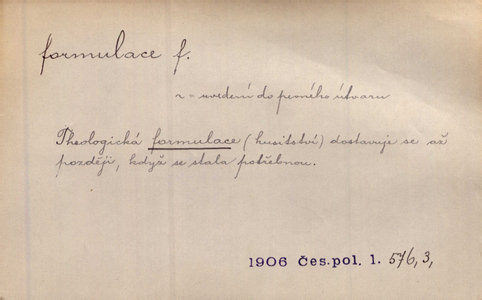 formulace f.
~ = uvedení do pevného útvaru
Theologická formulace (husitství) dostavuje se až
později, když se stala potřebnou.
1906 Čes.pol. 1. 576,3,